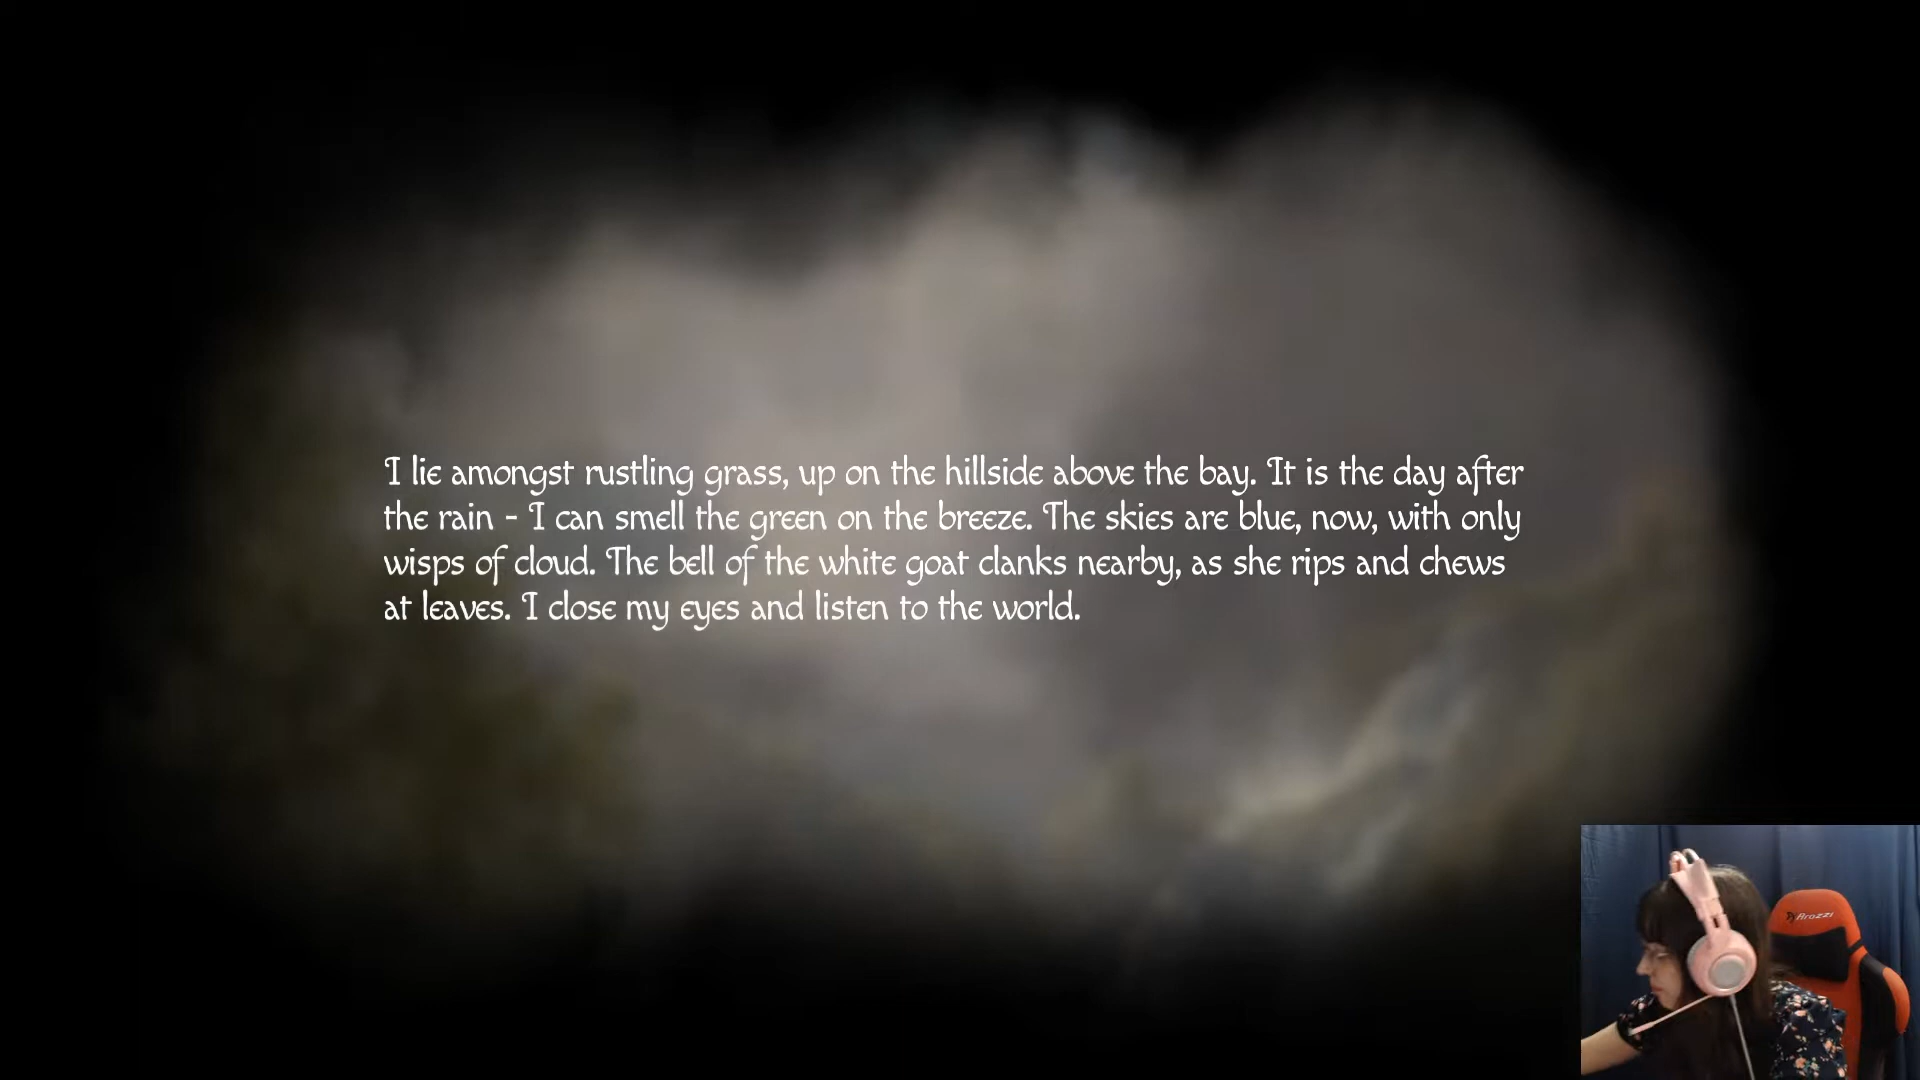 I lie amongst rustling grass, up on the hillside above the bay. It is the day after
the rain - I can smell the green on the breeze. The skies are blue, now, with only
wisps of cloud. The bell of the white goat clanks nearby, as she rips and chews
at leaves. I close my eyes and listen to the world.
Arozzi